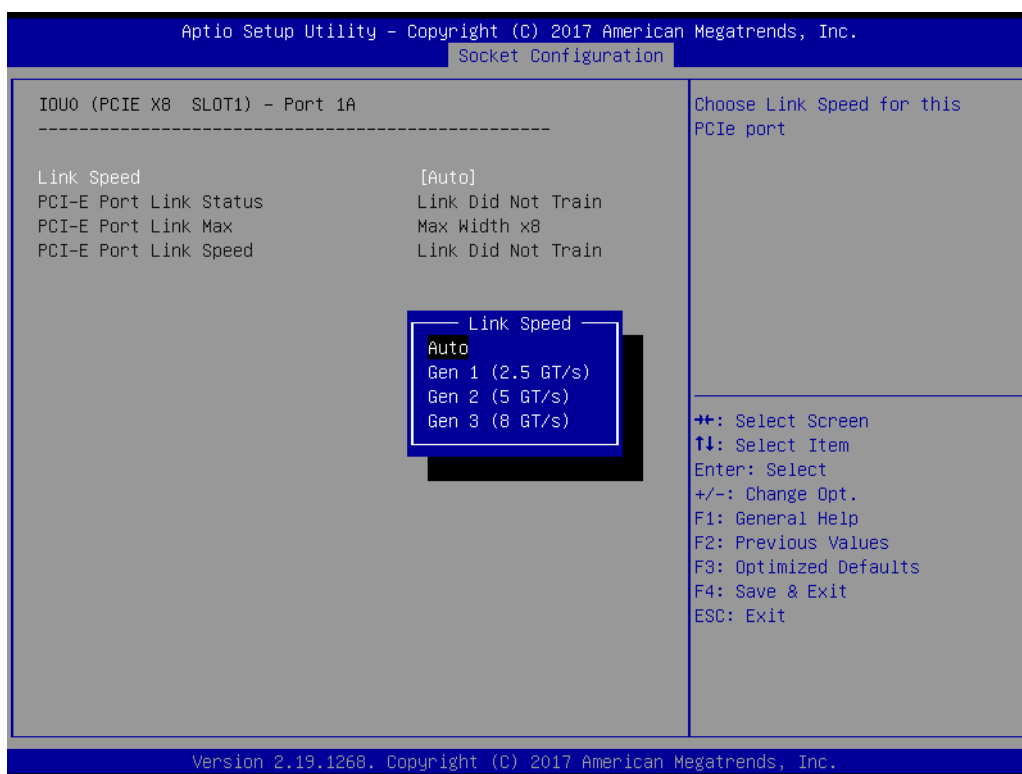 Aptio Setup Utility – Copyright (C) 2017 American Megatrends, Inc.
Socket Configuration
IOU0 (PCIE X8  SLOT1) – Port 1A
--------------------------------------------------
Link Speed [Auto]
PCI-E Port Link Status Link Did Not Train
PCI-E Port Link Max Max Width x8
PCI-E Port Link Speed Link Did Not Train
Link Speed
Auto
Gen 1 (2.5 GT/s)
Gen 2 (5 GT/s)
Gen 3 (8 GT/s)
Choose Link Speed for this
PCIe port
→←: Select Screen
↑↓: Select Item
Enter: Select
+/-: Change Opt.
F1: General Help
F2: Previous Values
F3: Optimized Defaults
F4: Save & Exit
ESC: Exit
Version 2.19.1268. Copyright (C) 2017 American Megatrends, Inc.